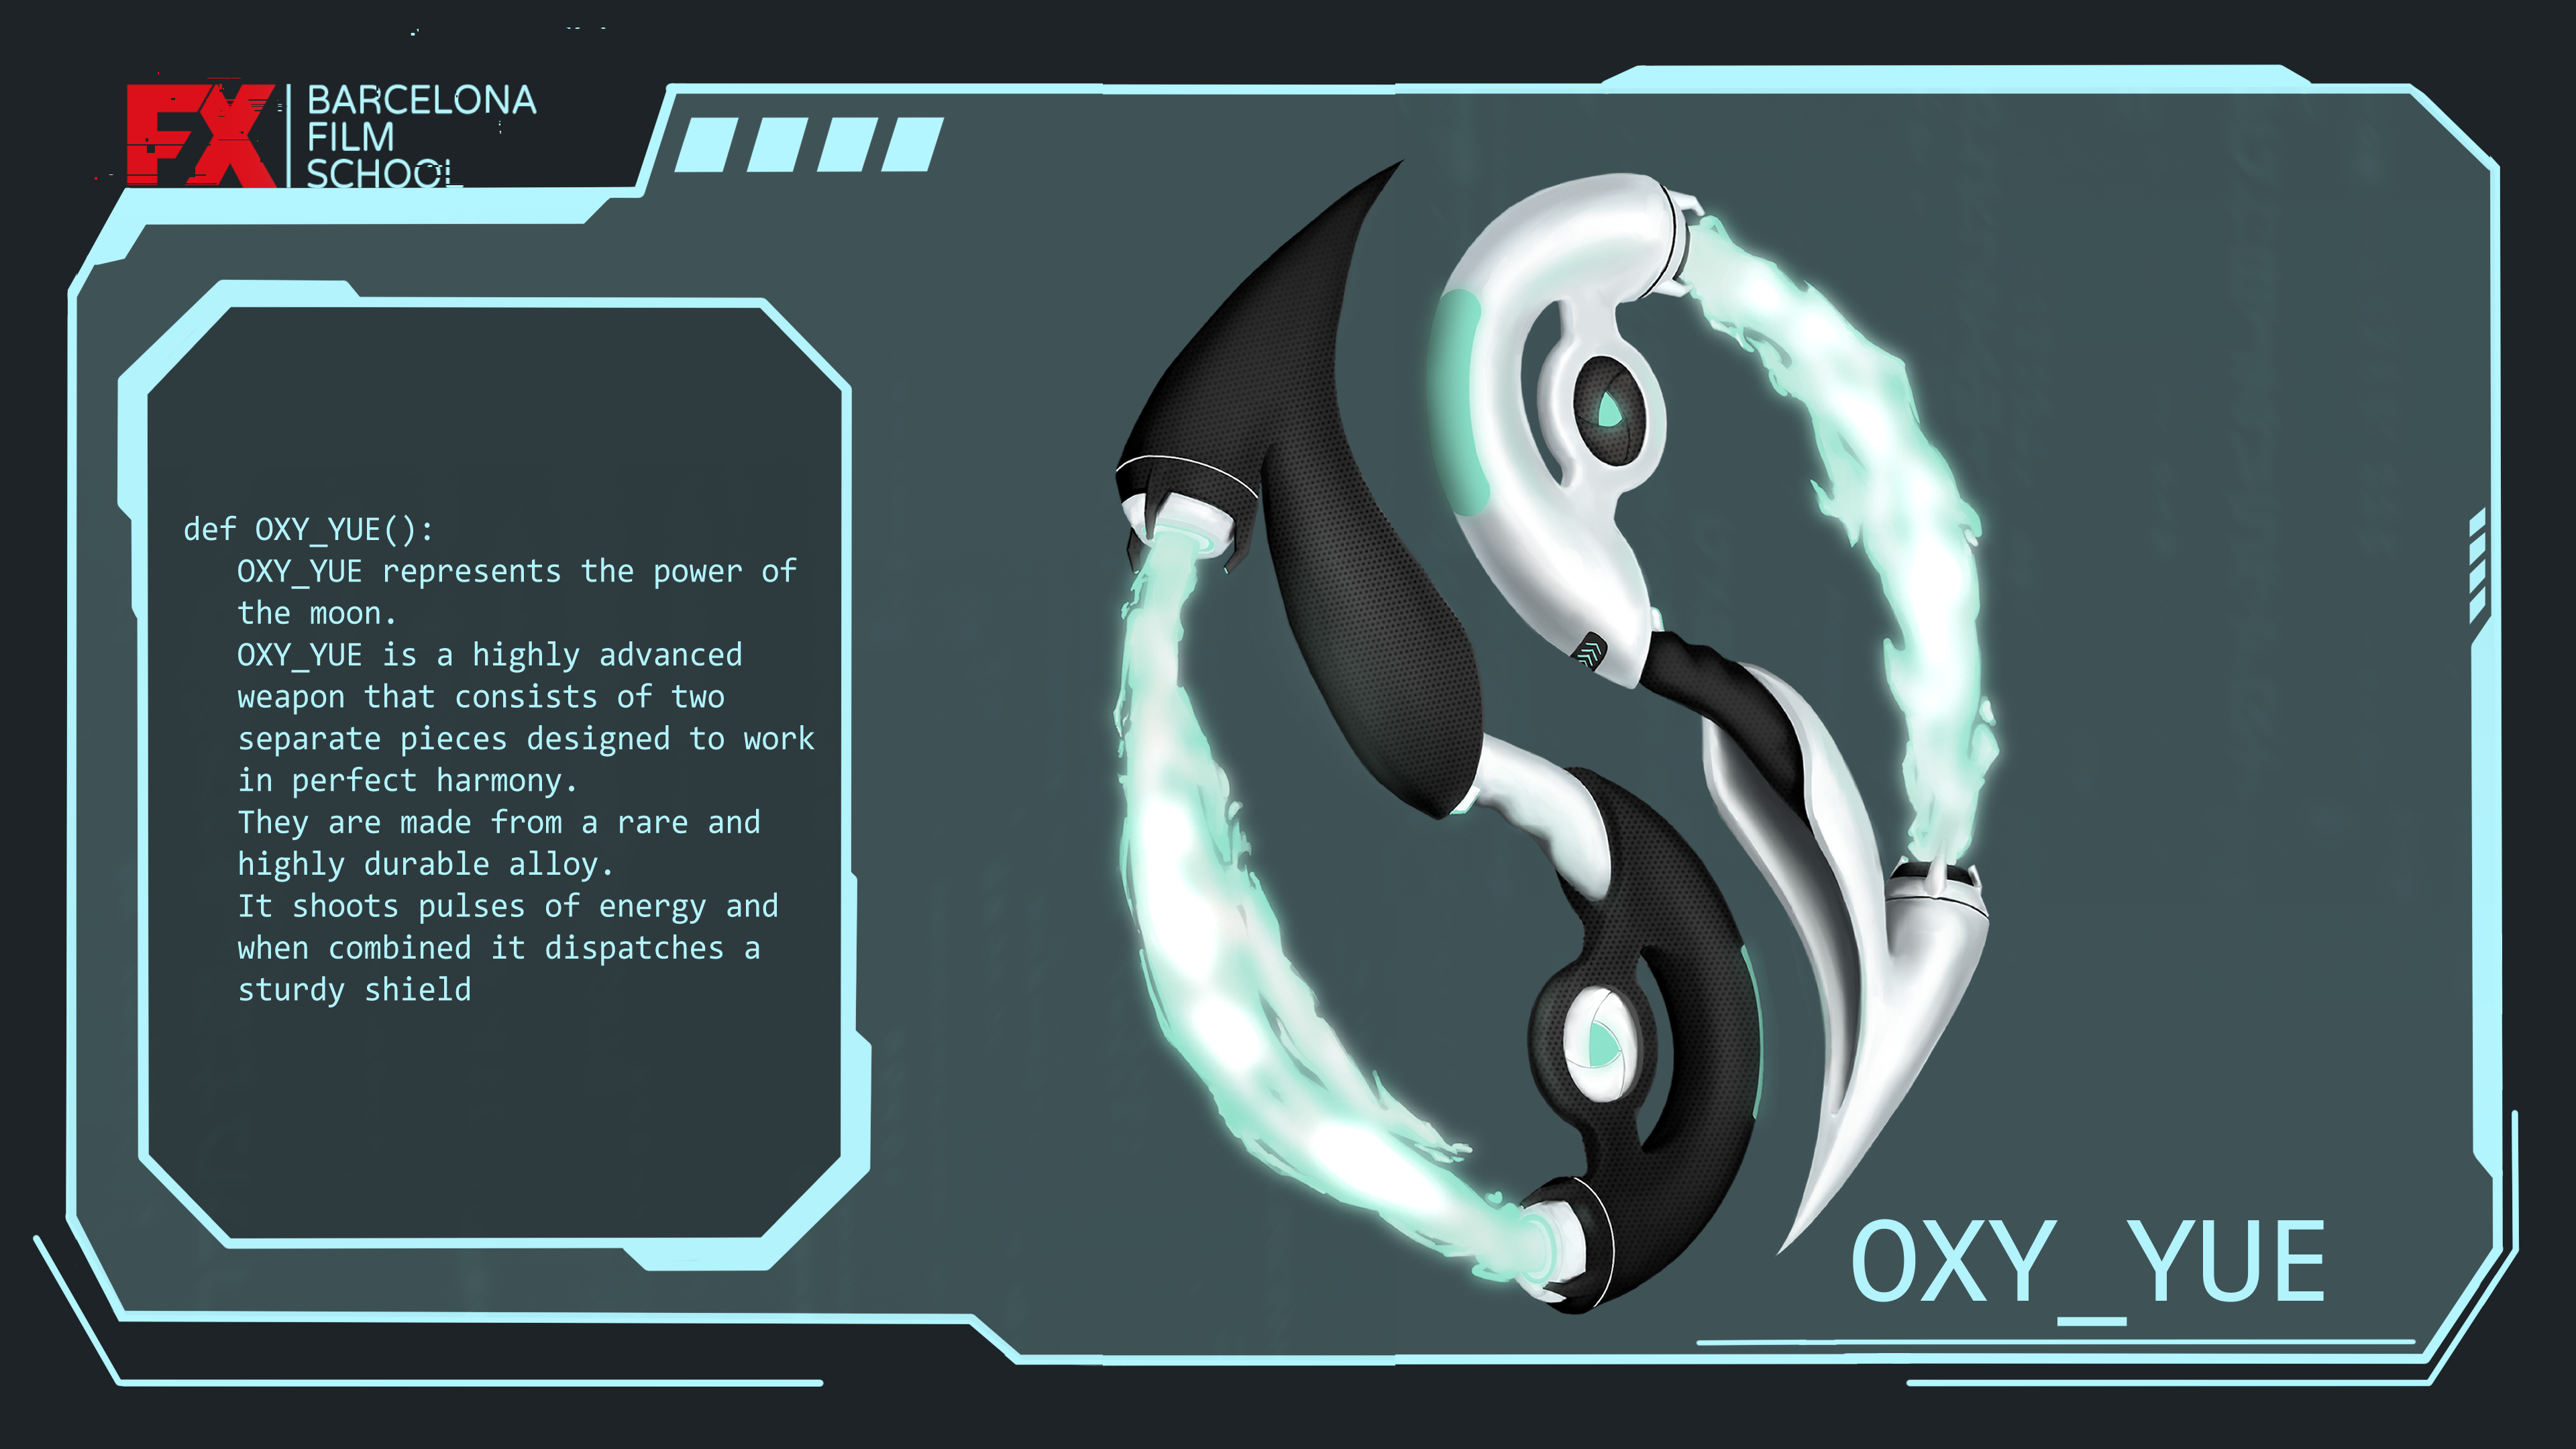 FX
BARCELONA
FILM
SCHOOL
def OXY_YUE():
OXY_YUE represents the power of
the moon.
OXY_YUE is a highly advanced
weapon that consists of two
separate pieces designed to work
in perfect harmony.
They are made from a rare and
highly durable alloy.
It shoots pulses of energy and
when combined it dispatches a
sturdy shield
OXY_YUE